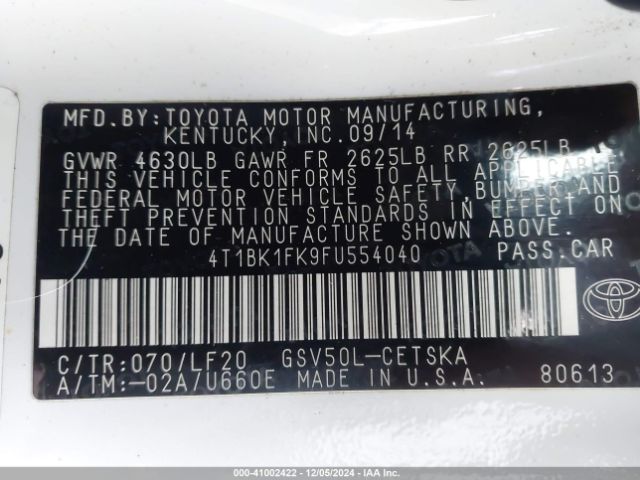 MFD.BY:TOYOTA MOTOR MANUFACTURING,
KENTUCKY, INC. 09/14
GVWR 4630LB GAWR FR 2625LB RR 2625LB
THIS VEHICLE CONFORMS TO ALL APPLICABLE
FEDERAL MOTOR VEHICLE SAFETY, BUMPER AND
THEFT PREVENTION STANDARDS IN EFFECT ON
THE DATE OF MANUFACTURE SHOWN ABOVE.
4T1BK1FK9FU554040 PASS.CAR
C/TR:070/LF20 GSV50L-CETSKA
A/TM:-02A/U660E MADE IN U.S.A. 80613
000-41002422 - 12/05/2024 - IAA Inc.